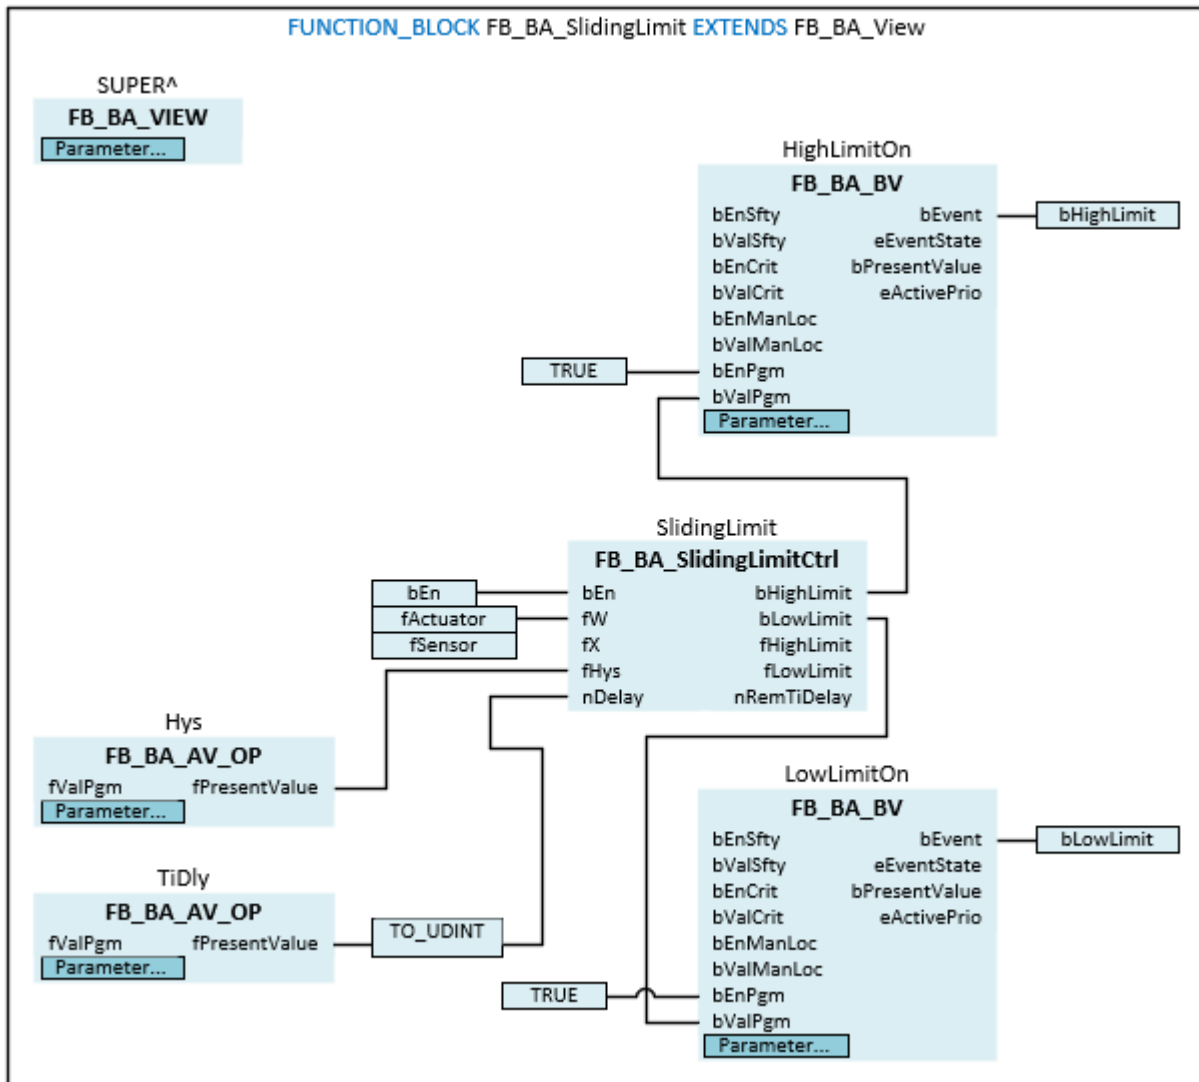 FUNCTION_BLOCK FB_BA_SlidingLimit EXTENDS FB_BA_View
SUPER^
FB_BA_VIEW
Parameter...
HighLimitOn
FB_BA_BV
bEnSfty bEvent bHighLimit
bValSfty eEventState
bEnCrit bPresentValue
bValCrit eActivePrio
bEnManLoc
bValManLoc
TRUE bEnPgm
bValPgm
Parameter...
SlidingLimit
FB_BA_SlidingLimitCtrl
bEn bEn bHighLimit
fActuator fW bLowLimit
fSensor fX fHighLimit
fHys fLowLimit
nDelay nRemTiDelay
Hys
FB_BA_AV_OP
fValPgm fPresentValue
Parameter...
LowLimitOn
FB_BA_BV
bEnSfty bEvent bLowLimit
bValSfty eEventState
bEnCrit bPresentValue
bValCrit eActivePrio
bEnManLoc
bValManLoc
TRUE bEnPgm
bValPgm
Parameter...
TiDly
FB_BA_AV_OP
fValPgm fPresentValue TO_UDINT
Parameter...